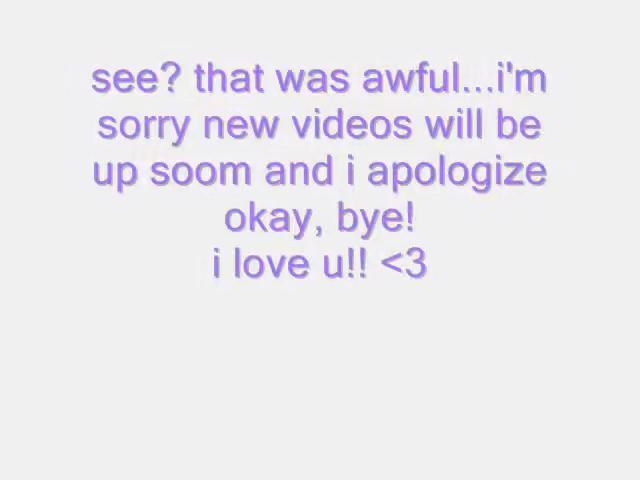 see? that was awful...i'm
sorry new videos will be
up soom and i apologize
okay, bye!
i love u!! <3